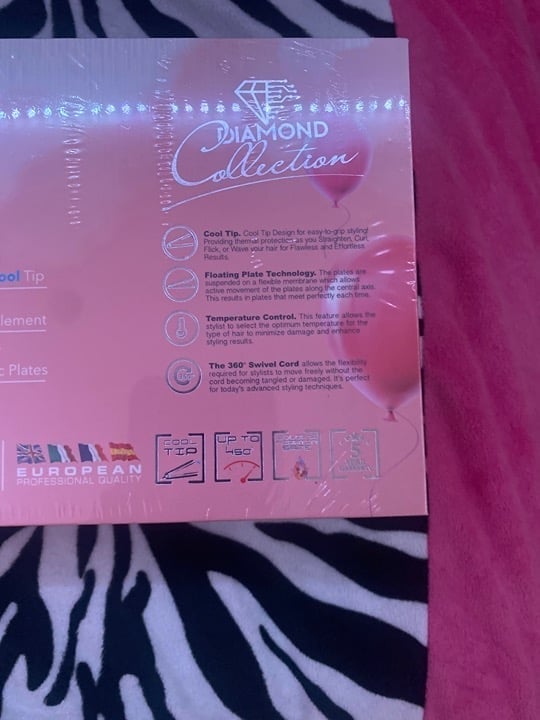 DIAMOND
Collection
Cool Tip. Cool Tip Design for easy-to-grip styling!
Providing thermal protection as you Straighten, Curl,
Flick, or Wave your hair for Flawless and Effortless
Results.
ool Tip
Floating Plate Technology. The plates are
suspended on a flexible membrane which allows
active movement of the plates along the central axis.
This results in plates that meet perfectly each time.
lement
Temperature Control. This feature allows the
stylist to select the optimum temperature for the
type of hair to minimize damage and enhance
styling results.
c Plates
360°
The 360° Swivel Cord allows the flexibility
required for stylists to move freely without the
cord becoming tangled or damaged. It's perfect
for today's advanced styling techniques.
EUROPEAN
PROFESSIONAL QUALITY
COOL
TIP
UP TO
450
5